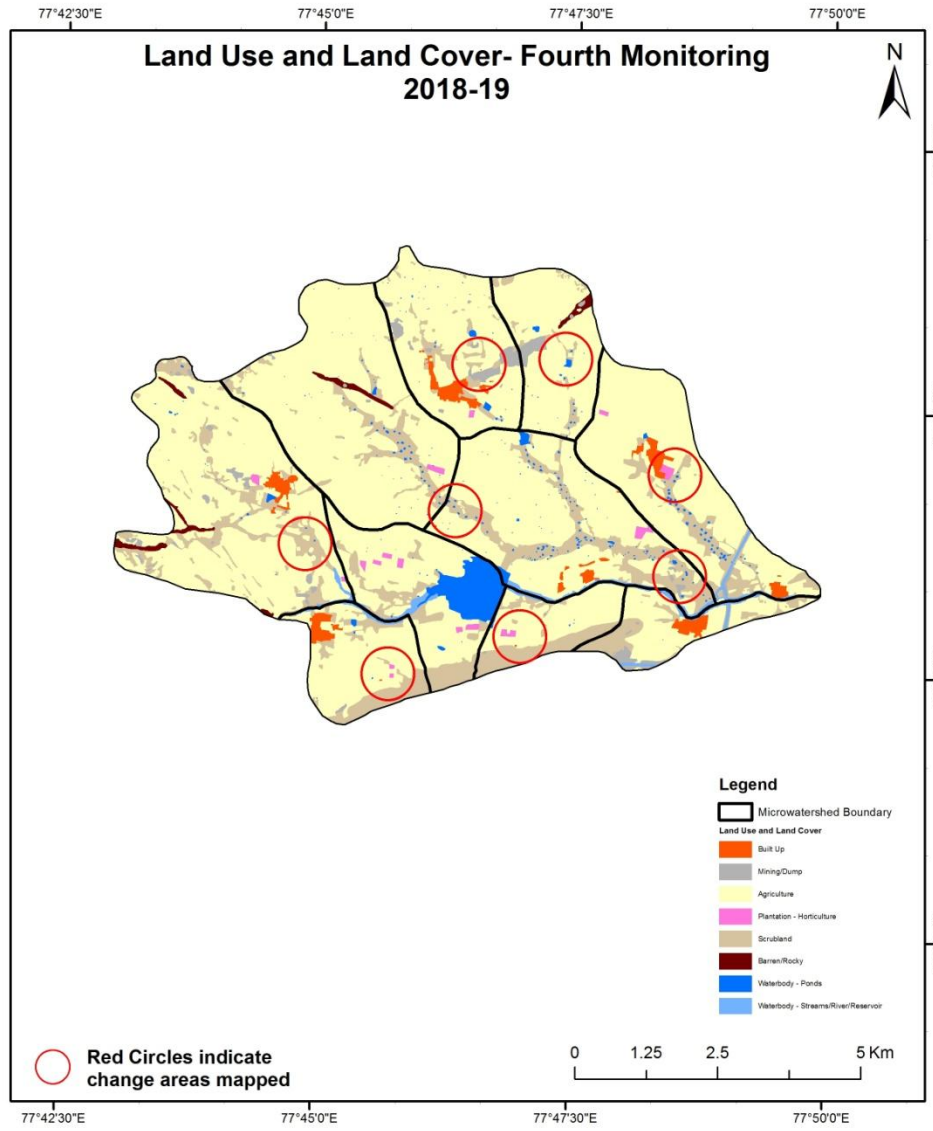 77°42'30"E 77°45'0"E 77°47'30"E 77°50'0"E
Land Use and Land Cover- Fourth Monitoring
2018-19
N
Legend
Microwatershed Boundary
Land Use and Land Cover
Built Up
Mining/Dump
Agriculture
Plantation - Horticulture
Scrubland
Barren/Rocky
Waterbody - Ponds
Waterbody - Streams/River/Reservoir
Red Circles indicate
change areas mapped
0 1.25 2.5 5 Km
77°42'30"E 77°45'0"E 77°47'30"E 77°50'0"E